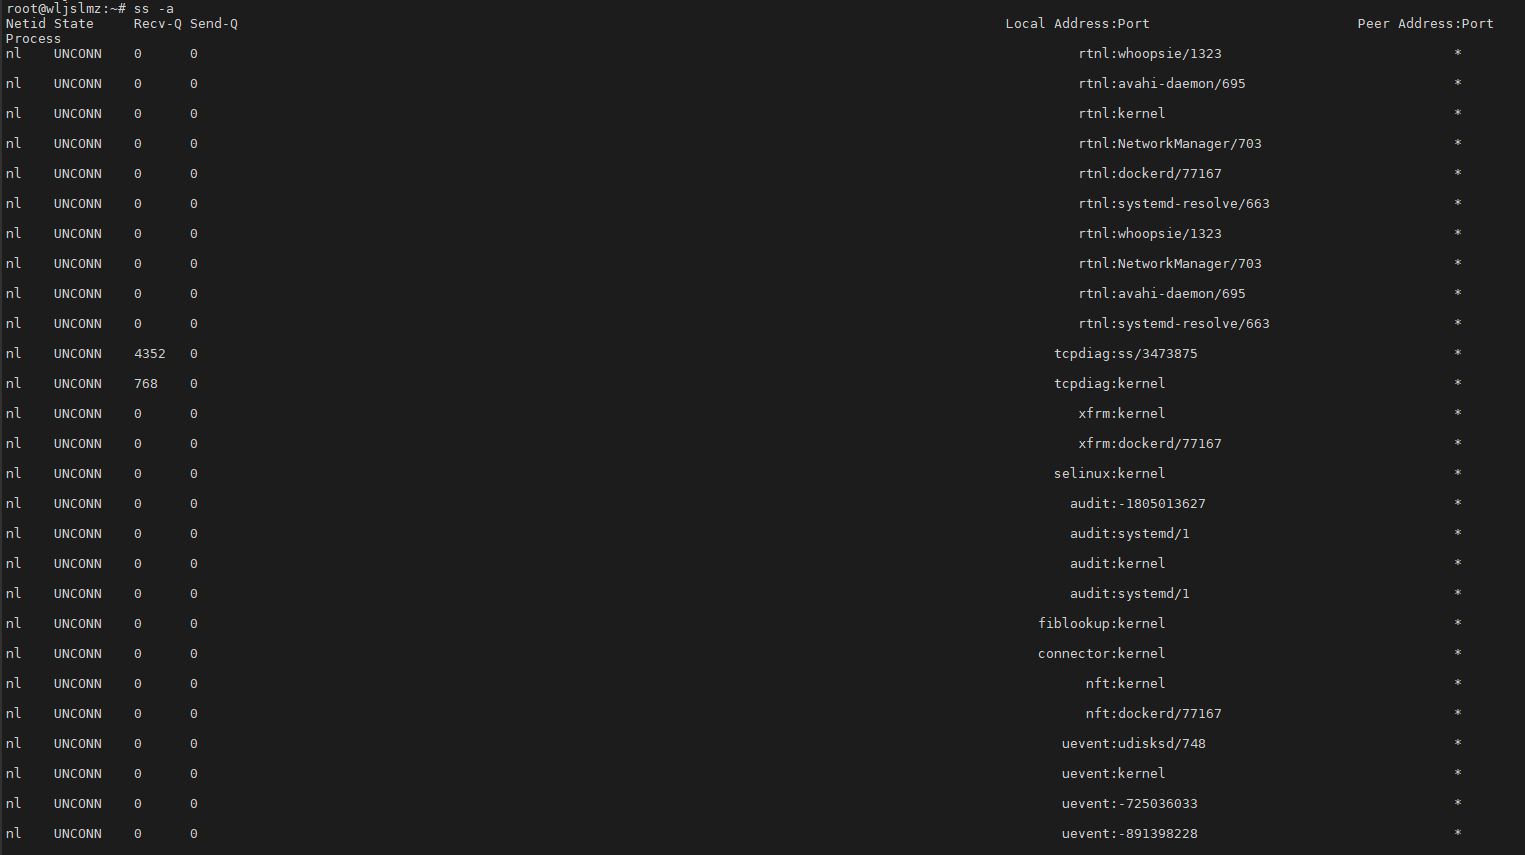 root@wljslmz:~# ss -a
Netid State Recv-Q Send-Q Local Address:Port Peer Address:Port
Process
nl UNCONN 0 0 rtnl:whoopsie/1323 *
nl UNCONN 0 0 rtnl:avahi-daemon/695 *
nl UNCONN 0 0 rtnl:kernel *
nl UNCONN 0 0 rtnl:NetworkManager/703 *
nl UNCONN 0 0 rtnl:dockerd/77167 *
nl UNCONN 0 0 rtnl:systemd-resolve/663 *
nl UNCONN 0 0 rtnl:whoopsie/1323 *
nl UNCONN 0 0 rtnl:NetworkManager/703 *
nl UNCONN 0 0 rtnl:avahi-daemon/695 *
nl UNCONN 0 0 rtnl:systemd-resolve/663 *
nl UNCONN 4352 0 tcpdiag:ss/3473875 *
nl UNCONN 768 0 tcpdiag:kernel *
nl UNCONN 0 0 xfrm:kernel *
nl UNCONN 0 0 xfrm:dockerd/77167 *
nl UNCONN 0 0 selinux:kernel *
nl UNCONN 0 0 audit:-1805013627 *
nl UNCONN 0 0 audit:systemd/1 *
nl UNCONN 0 0 audit:kernel *
nl UNCONN 0 0 audit:systemd/1 *
nl UNCONN 0 0 fiblookup:kernel *
nl UNCONN 0 0 connector:kernel *
nl UNCONN 0 0 nft:kernel *
nl UNCONN 0 0 nft:dockerd/77167 *
nl UNCONN 0 0 uevent:udisksd/748 *
nl UNCONN 0 0 uevent:kernel *
nl UNCONN 0 0 uevent:-725036033 *
nl UNCONN 0 0 uevent:-891398228 *